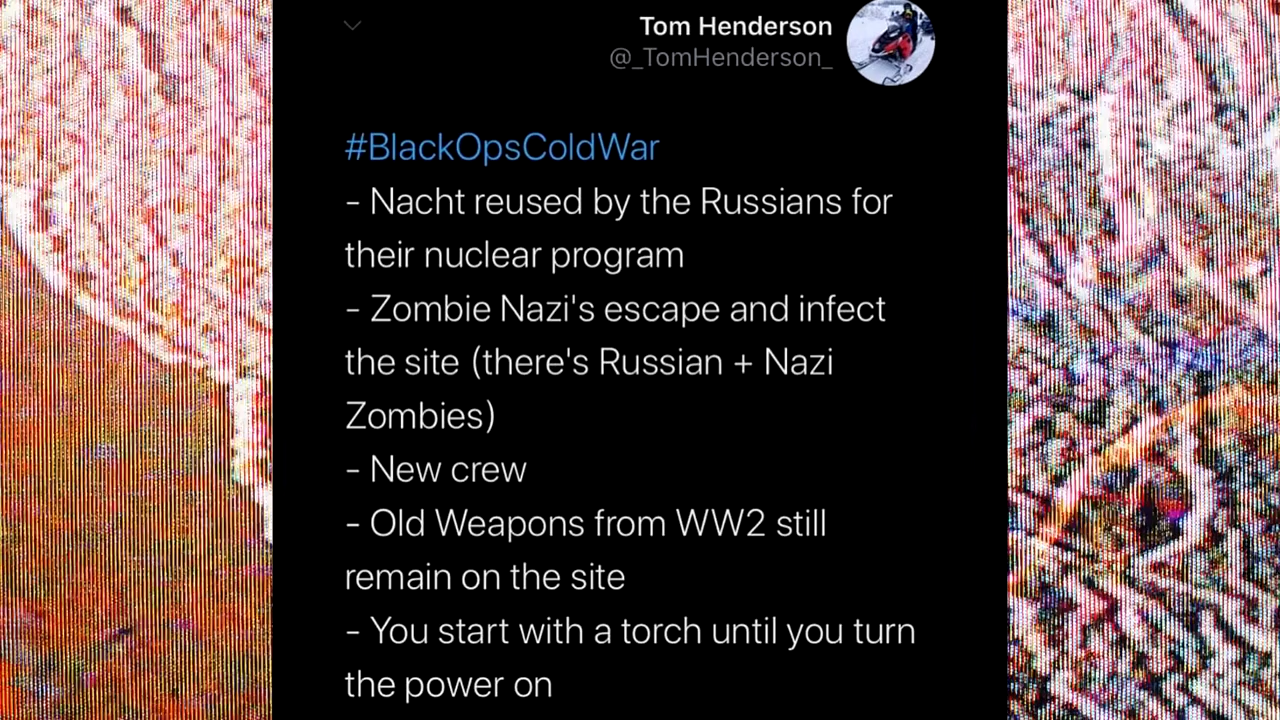 Tom Henderson
@_TomHenderson_
#BlackOpsColdWar
- Nacht reused by the Russians for
their nuclear program
- Zombie Nazi's escape and infect
the site (there's Russian + Nazi
Zombies)
- New crew
- Old Weapons from WW2 still
remain on the site
- You start with a torch until you turn
the power on